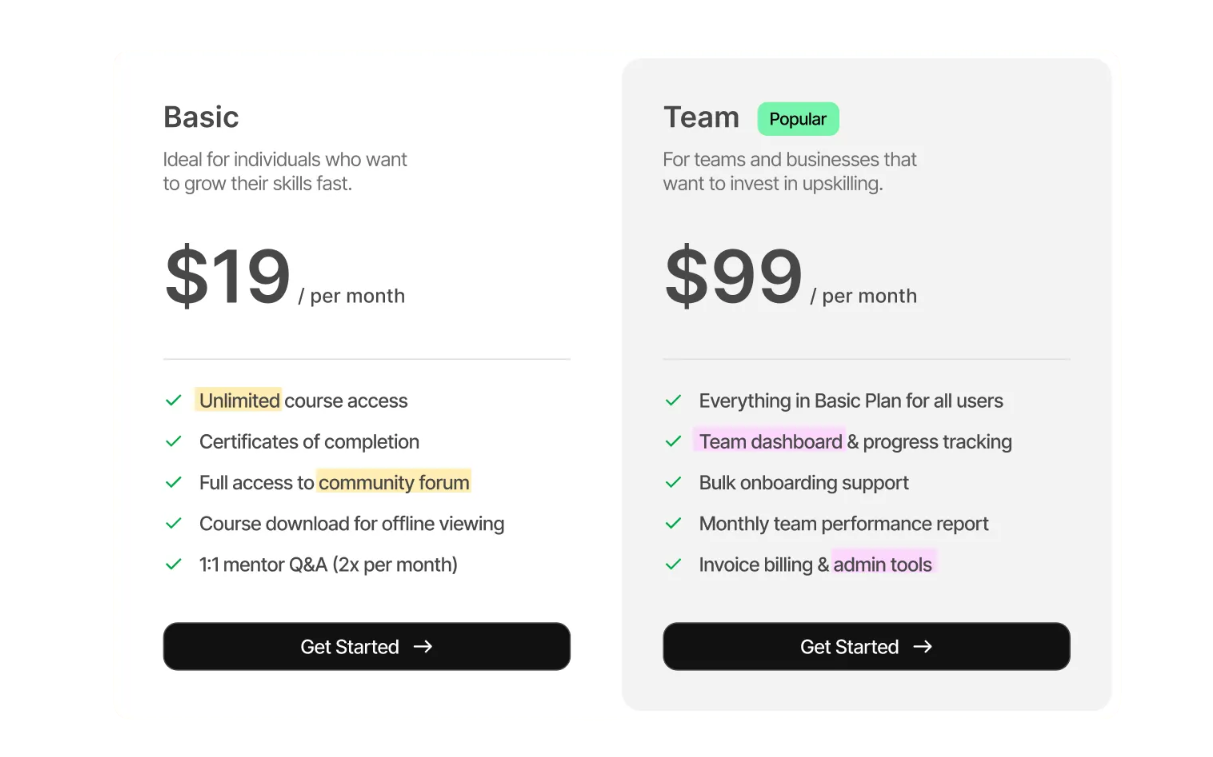 Basic
Ideal for individuals who want
to grow their skills fast.
$19 / per month
Unlimited course access
Certificates of completion
Full access to community forum
Course download for offline viewing
1:1 mentor Q&A (2x per month)
Get Started →
Team Popular
For teams and businesses that
want to invest in upskilling.
$99 / per month
Everything in Basic Plan for all users
Team dashboard & progress tracking
Bulk onboarding support
Monthly team performance report
Invoice billing & admin tools
Get Started →